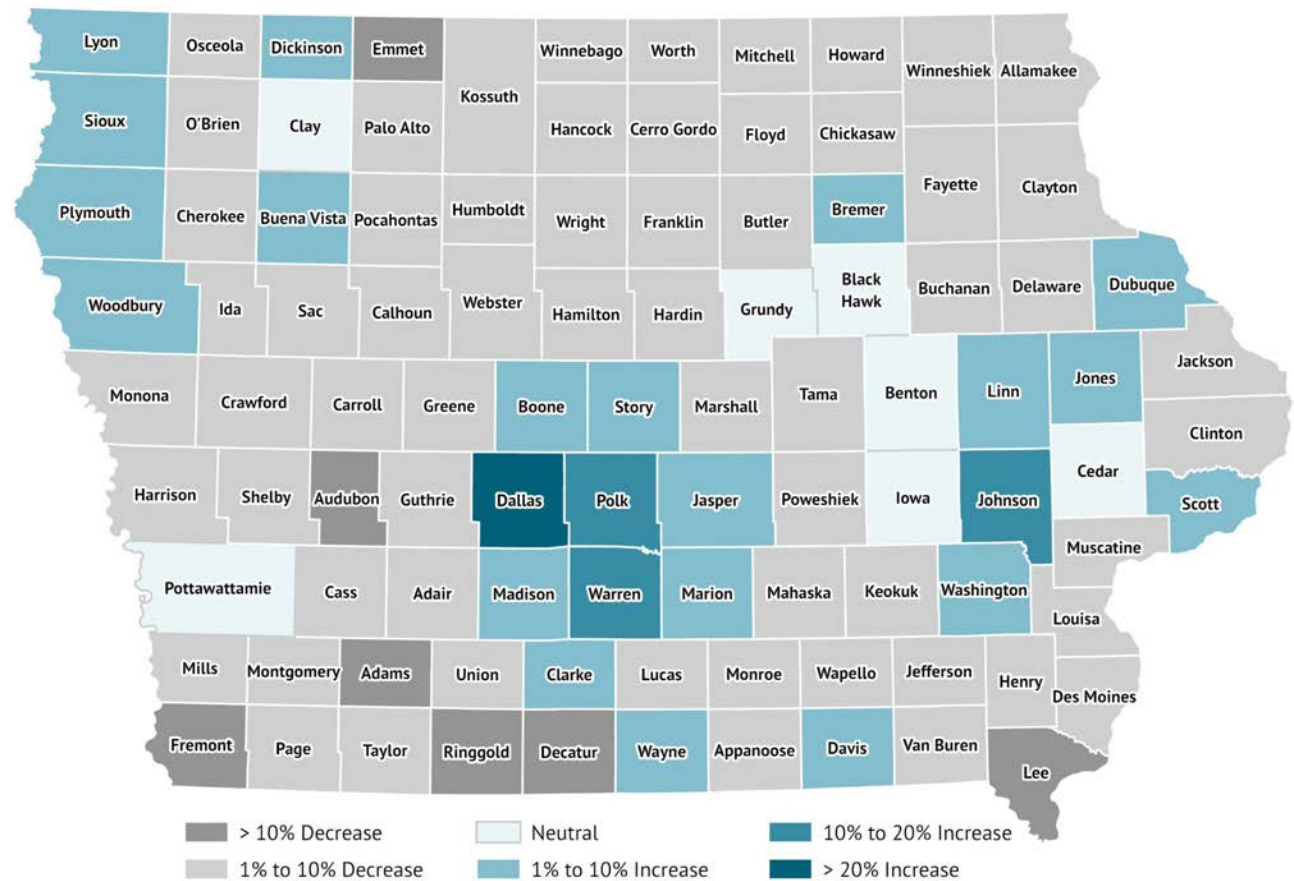 Lyon
Osceola
Dickinson
Emmet
Kossuth
Winnebago
Worth
Mitchell
Howard
Winneshiek
Allamakee
Sioux
O'Brien
Clay
Palo Alto
Hancock
Cerro Gordo
Floyd
Chickasaw
Plymouth
Cherokee
Buena Vista
Pocahontas
Humboldt
Wright
Franklin
Butler
Bremer
Fayette
Clayton
Woodbury
Ida
Sac
Calhoun
Webster
Hamilton
Hardin
Grundy
Black
Hawk
Buchanan
Delaware
Dubuque
Monona
Crawford
Carroll
Greene
Boone
Story
Marshall
Tama
Benton
Linn
Jones
Jackson
Clinton
Harrison
Shelby
Audubon
Guthrie
Dallas
Polk
Jasper
Poweshiek
Iowa
Johnson
Cedar
Scott
Muscatine
Pottawattamie
Cass
Adair
Madison
Warren
Marion
Mahaska
Keokuk
Washington
Louisa
Mills
Montgomery
Adams
Union
Clarke
Lucas
Monroe
Wapello
Jefferson
Henry
Des Moines
Fremont
Page
Taylor
Ringgold
Decatur
Wayne
Appanoose
Davis
Van Buren
Lee
> 10% Decrease
Neutral
10% to 20% Increase
1% to 10% Decrease
1% to 10% Increase
> 20% Increase